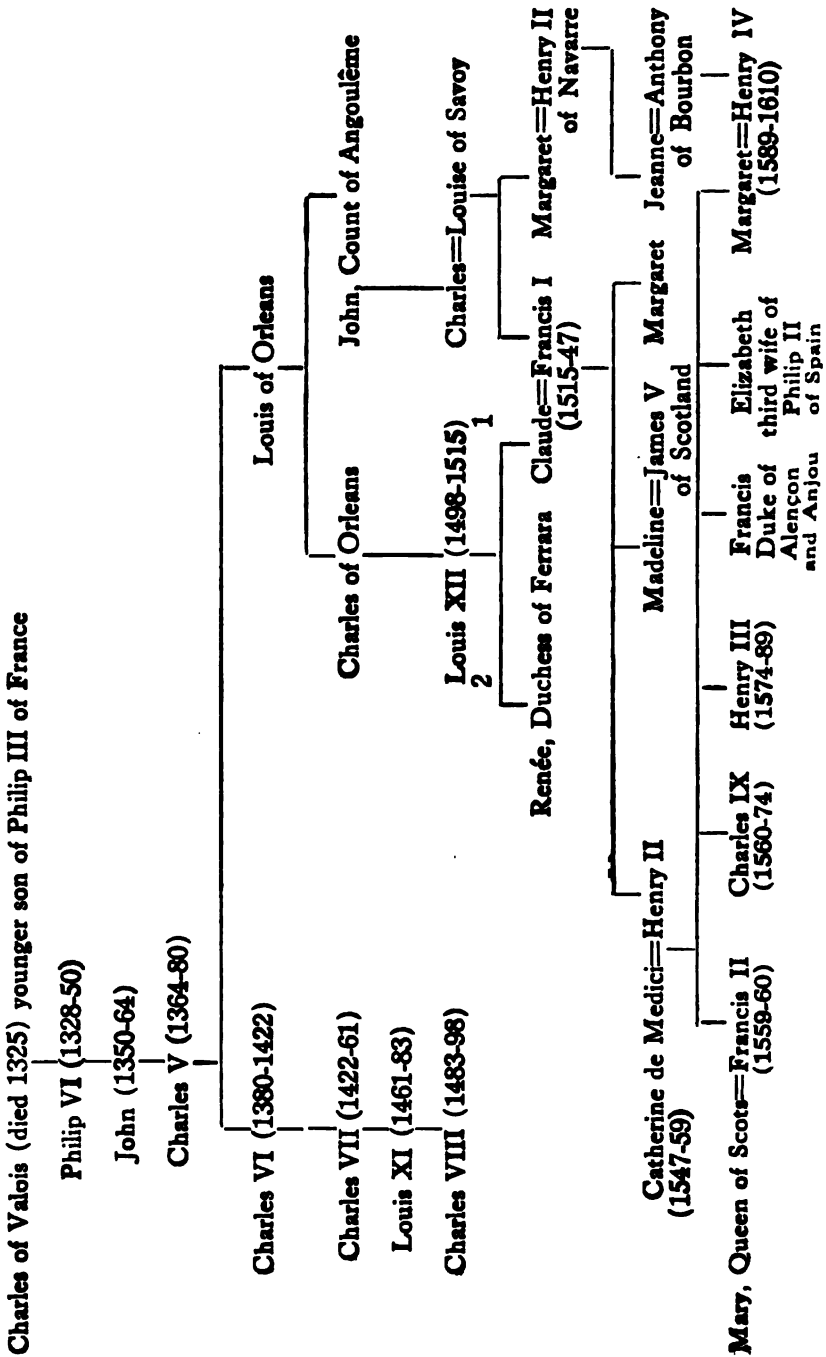 Charles of Valois (died 1325) younger son of Philip III of France
Philip VI (1328-50)
John (1350-64)
Charles V (1364-80)
Charles VI (1380-1422)
Louis of Orleans
Charles VII (1422-61)
Charles of Orleans
John, Count of Angoulême
Louis XI (1461-83)
Charles VIII (1483-98)
Louis XII (1498-1515)
Charles=Louise of Savoy
2
1
Renée, Duchess of Ferrara
Claude=Francis I
(1515-47)
Margaret=Henry II
of Navarre
Catherine de Medici=Henry II
(1547-59)
Madeline=James V
of Scotland
Margaret
Jeanne=Anthony
of Bourbon
Mary, Queen of Scots=Francis II
(1559-60)
Charles IX
(1560-74)
Henry III
(1574-89)
Francis
Duke of
Alençon
and Anjou
Elizabeth
third wife of
Philip II
of Spain
Margaret=Henry IV
(1589-1610)